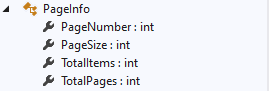 PageInfo
PageNumber : int
PageSize : int
TotalItems : int
TotalPages : int